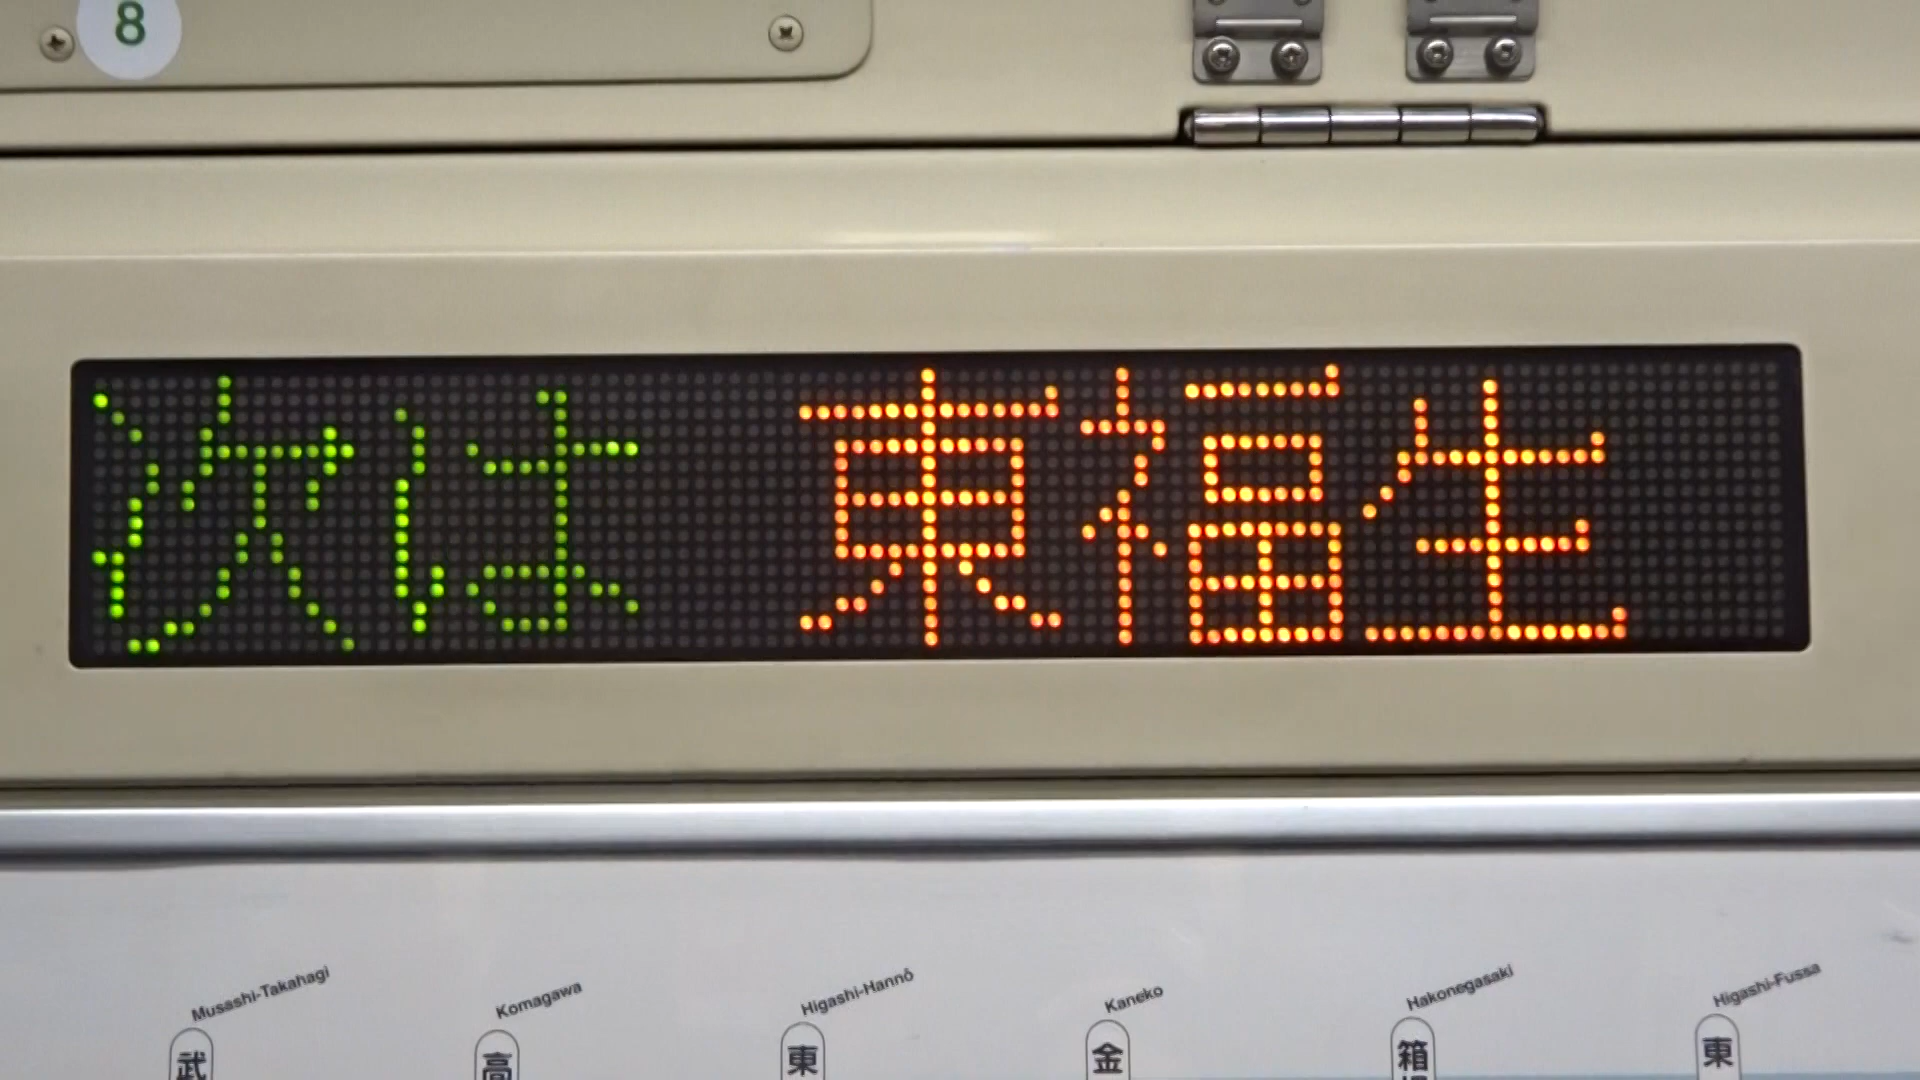 8
次は 東福生
Musashi-Takahagi
Komagawa
Higashi-Hannō
Kaneko
Hakonegasaki
Higashi-Fussa
武
高
東
金
箱
東